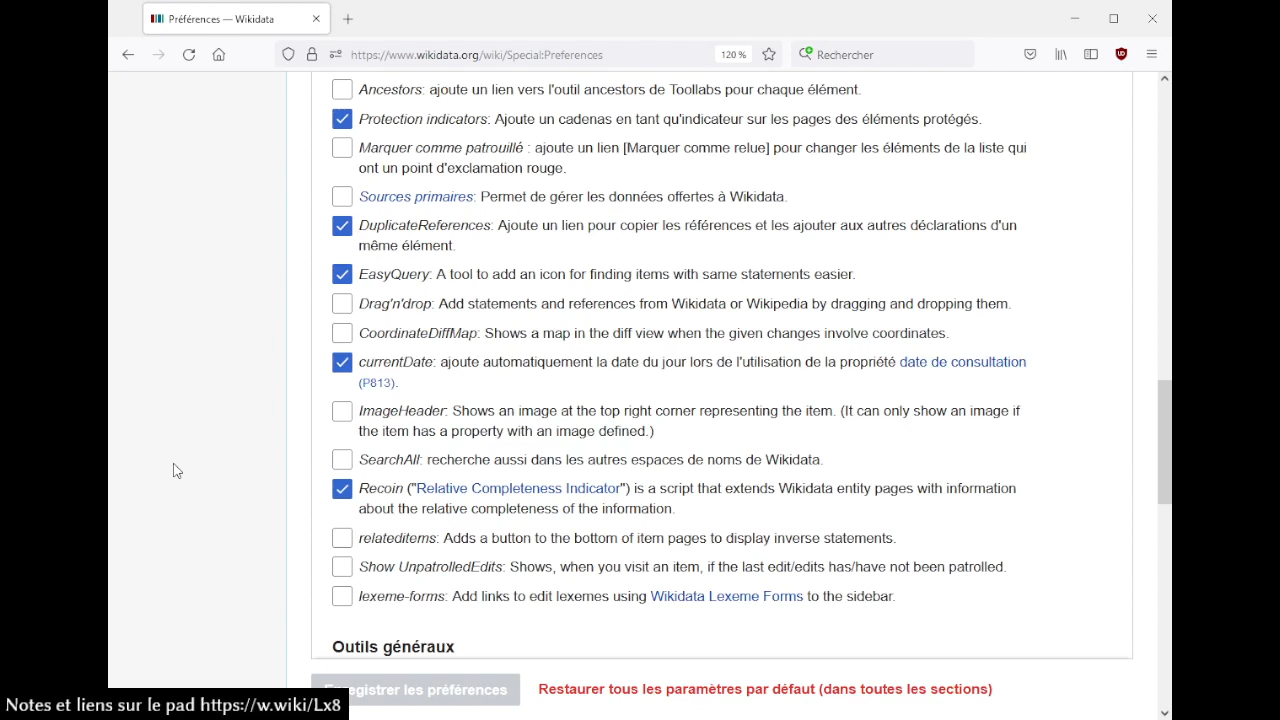 Préférences — Wikidata
https://www.wikidata.org/wiki/Special:Preferences
120 %
Rechercher
Ancestors: ajoute un lien vers l'outil ancestors de Toollabs pour chaque élément.
Protection indicators: Ajoute un cadenas en tant qu'indicateur sur les pages des éléments protégés.
Marquer comme patrouillé : ajoute un lien [Marquer comme relue] pour changer les éléments de la liste qui
ont un point d'exclamation rouge.
Sources primaires: Permet de gérer les données offertes à Wikidata.
DuplicateReferences: Ajoute un lien pour copier les références et les ajouter aux autres déclarations d'un
même élément.
EasyQuery: A tool to add an icon for finding items with same statements easier.
Drag'n'drop: Add statements and references from Wikidata or Wikipedia by dragging and dropping them.
CoordinateDiffMap: Shows a map in the diff view when the given changes involve coordinates.
currentDate: ajoute automatiquement la date du jour lors de l'utilisation de la propriété date de consultation
(P813).
ImageHeader: Shows an image at the top right corner representing the item. (It can only show an image if
the item has a property with an image defined.)
SearchAll: recherche aussi dans les autres espaces de noms de Wikidata.
Recoin ("Relative Completeness Indicator") is a script that extends Wikidata entity pages with information
about the relative completeness of the information.
relateditems: Adds a button to the bottom of item pages to display inverse statements.
Show UnpatrolledEdits: Shows, when you visit an item, if the last edit/edits has/have not been patrolled.
lexeme-forms: Add links to edit lexemes using Wikidata Lexeme Forms to the sidebar.
Outils généraux
egistrer les préférences
Restaurer tous les paramètres par défaut (dans toutes les sections)
Notes et liens sur le pad https://w.wiki/Lx8